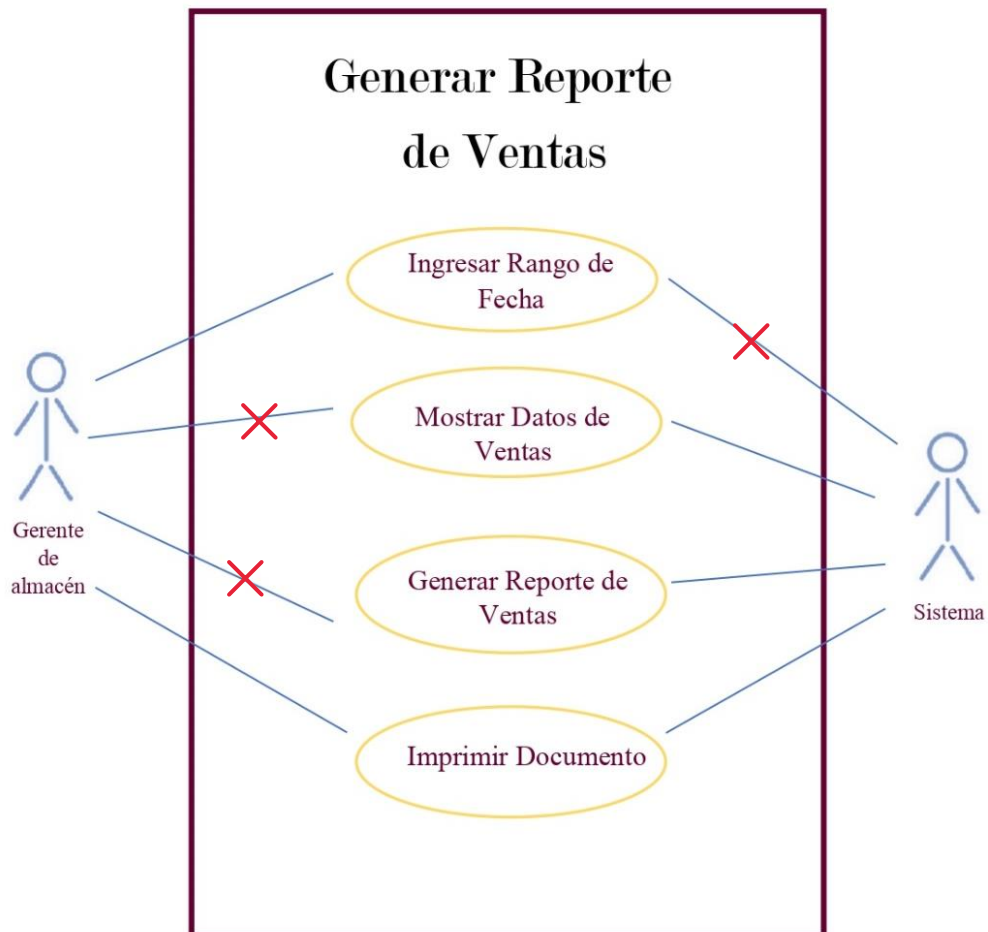 Generar Reporte
de Ventas
Ingresar Rango de
Fecha
Mostrar Datos de
Ventas
Gerente
de
almacén
Generar Reporte de
Ventas
Sistema
Imprimir Documento